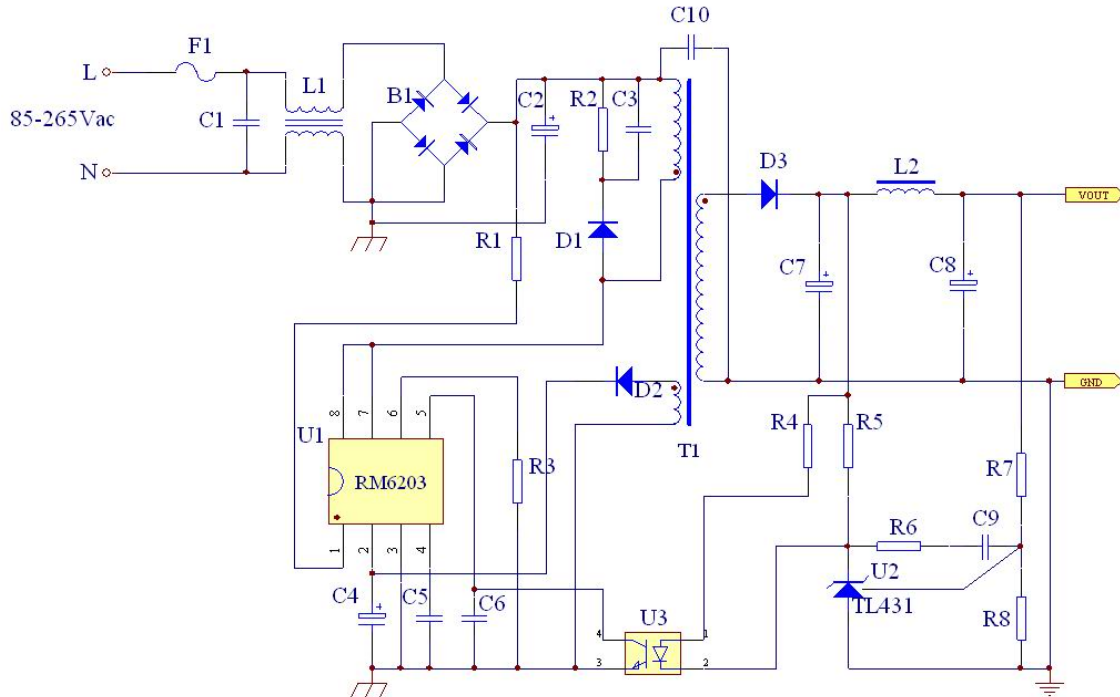 C10
F1
L
L1
B1
C2
R2
C3
85-265Vac
C1
N
D3
L2
VOUT
R1
D1
C7
C8
D2
GND
8
7
6
5
U1
R3
R4
R5
T1
RM6203
R7
R6
C9
1
2
3
4
U2
C4
C5
C6
TL431
U3
R8
4
1
3
2